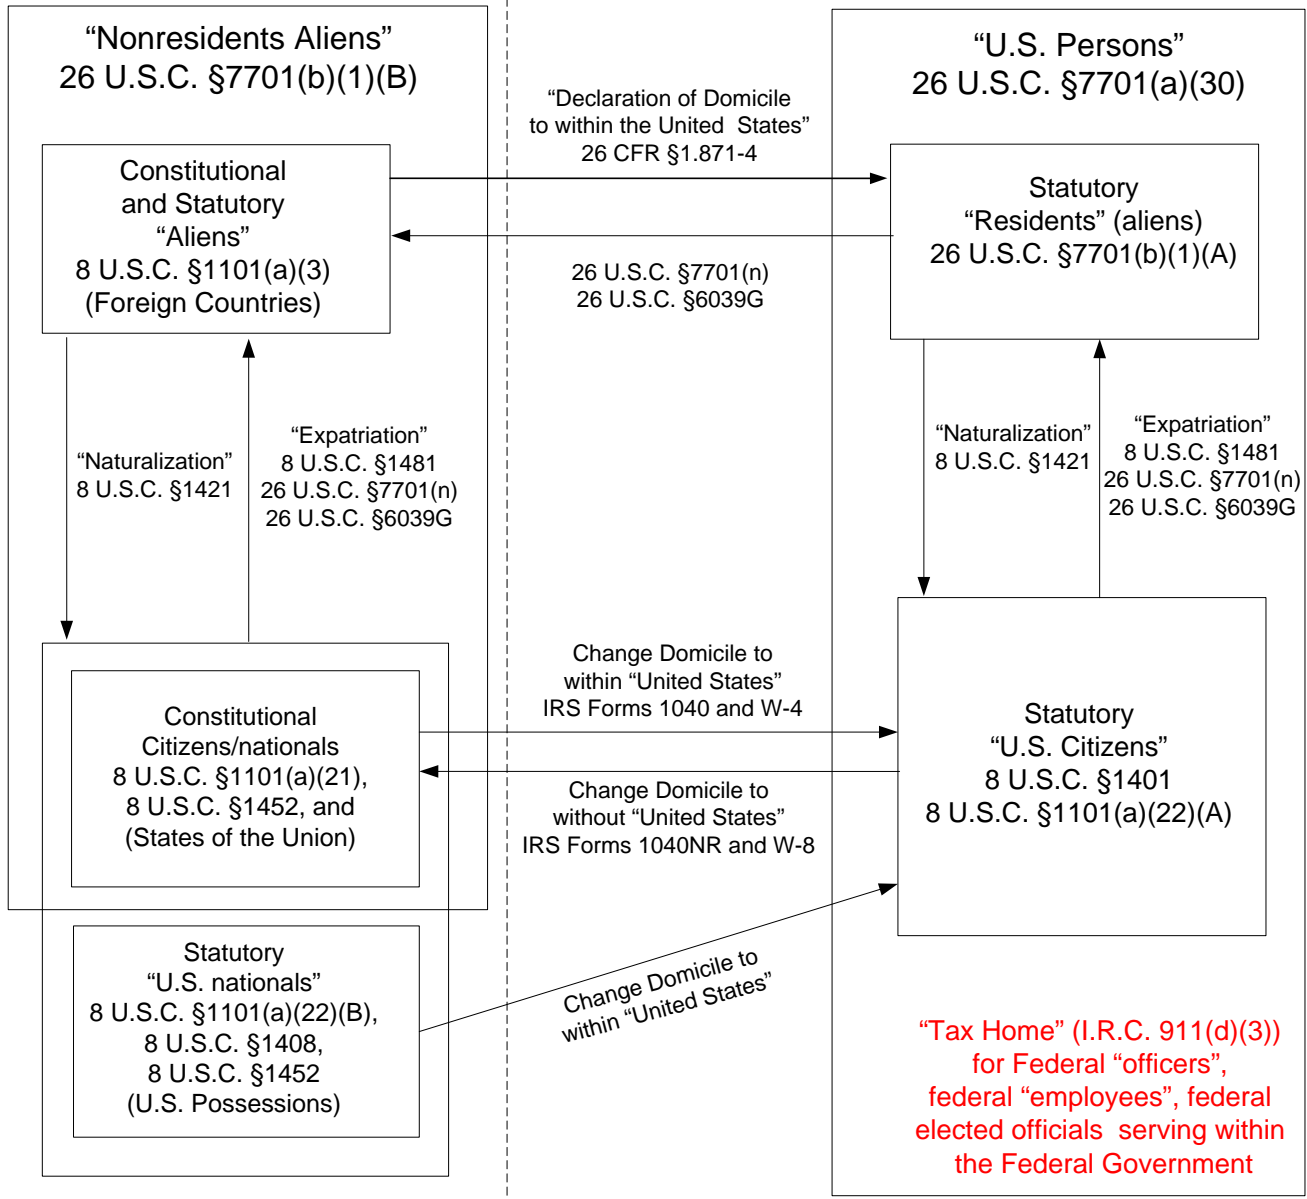 “Nonresidents Aliens”
26 U.S.C. §7701(b)(1)(B)
“U.S. Persons”
26 U.S.C. §7701(a)(30)
“Declaration of Domicile
to within the United  States”
26 CFR §1.871-4
Constitutional
and Statutory
“Aliens”
8 U.S.C. §1101(a)(3)
(Foreign Countries)
Statutory
“Residents” (aliens)
26 U.S.C. §7701(b)(1)(A)
26 U.S.C. §7701(n)
26 U.S.C. §6039G
“Naturalization”
8 U.S.C. §1421
“Expatriation”
8 U.S.C. §1481
26 U.S.C. §7701(n)
26 U.S.C. §6039G
“Naturalization”
8 U.S.C. §1421
“Expatriation”
8 U.S.C. §1481
26 U.S.C. §7701(n)
26 U.S.C. §6039G
Change Domicile to
within “United States”
IRS Forms 1040 and W-4
Constitutional
Citizens/nationals
8 U.S.C. §1101(a)(21),
8 U.S.C. §1452, and
(States of the Union)
Statutory
“U.S. Citizens”
8 U.S.C. §1401
8 U.S.C. §1101(a)(22)(A)
Change Domicile to
without “United States”
IRS Forms 1040NR and W-8
Statutory
“U.S. nationals”
8 U.S.C. §1101(a)(22)(B),
8 U.S.C. §1408,
8 U.S.C. §1452
(U.S. Possessions)
Change Domicile to
within “United States”
“Tax Home” (I.R.C. 911(d)(3))
for Federal “officers”,
federal “employees”, federal
elected officials  serving within
the Federal Government